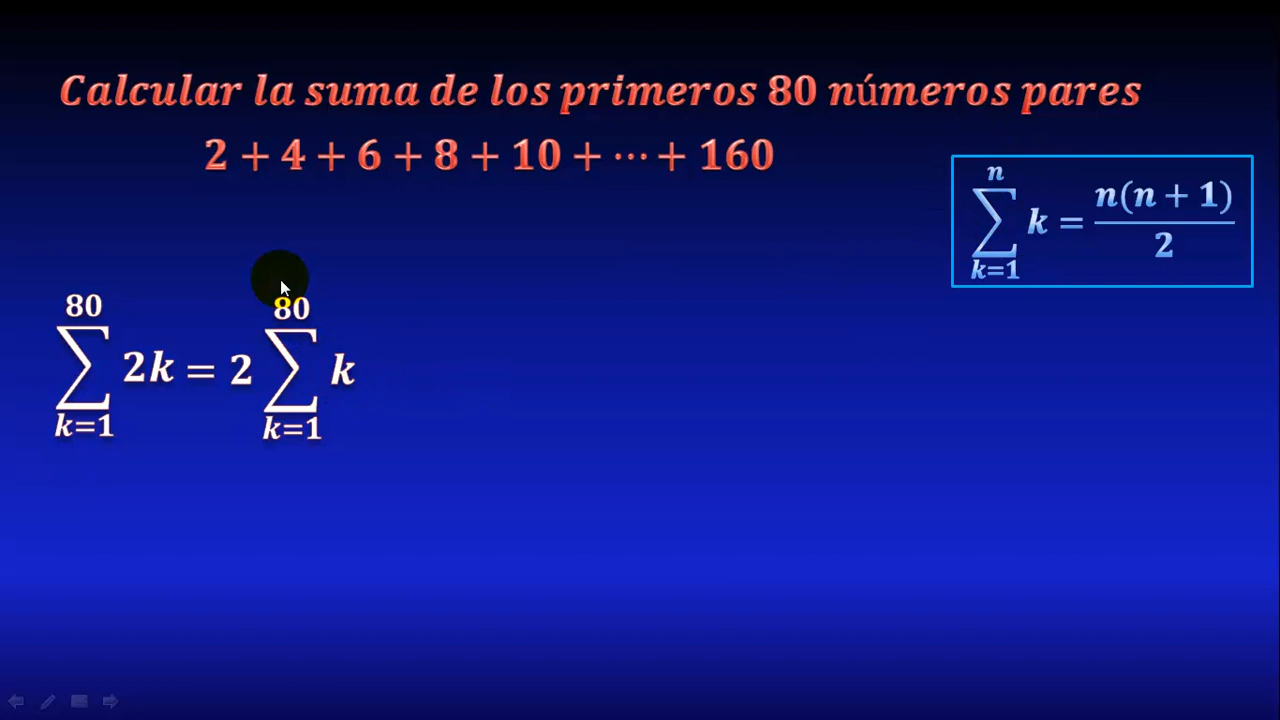 Calcular la suma de los primeros 80 números pares
2 + 4 + 6 + 8 + 10 + ⋯ + 160
∑_{k=1}^{n} k = n(n + 1)/2
∑_{k=1}^{80} 2k = 2 ∑_{k=1}^{80} k